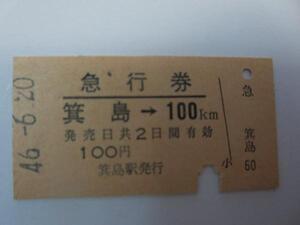 46.-6.20
急行券
箕島→100km
発売日共2日間有効
100円
箕島駅発行
急
箕島
小 60